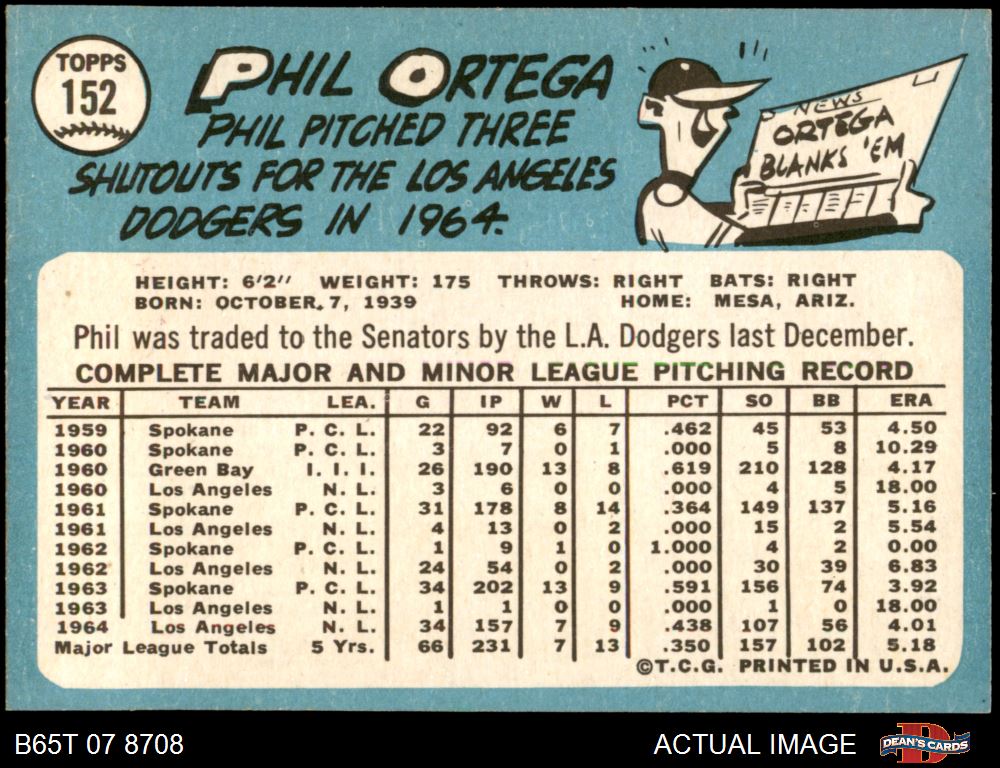 TOPPS
152
PHIL ORTEGA
PHIL PITCHED THREE
SHUTOUTS FOR THE LOS ANGELES
DODGERS IN 1964.
NEWS
ORTEGA
BLANKS 'EM
HEIGHT: 6'2" WEIGHT: 175 THROWS: RIGHT BATS: RIGHT
BORN: OCTOBER 7, 1939 HOME: MESA, ARIZ.
Phil was traded to the Senators by the L.A. Dodgers last December.
COMPLETE MAJOR AND MINOR LEAGUE PITCHING RECORD
YEAR TEAM LEA. G IP W L PCT SO BB ERA
1959 Spokane P. C. L. 22 92 6 7 .462 45 53 4.50
1960 Spokane P. C. L. 3 7 0 1 .000 5 8 10.29
1960 Green Bay I. I. I. 26 190 13 8 .619 210 128 4.17
1960 Los Angeles N. L. 3 6 0 0 .000 4 5 18.00
1961 Spokane P. C. L. 31 178 8 14 .364 149 137 5.16
1961 Los Angeles N. L. 4 13 0 2 .000 15 2 5.54
1962 Spokane P. C. L. 1 9 1 0 1.000 4 2 0.00
1962 Los Angeles N. L. 24 54 0 2 .000 30 39 6.83
1963 Spokane P. C. L. 34 202 13 9 .591 156 74 3.92
1963 Los Angeles N. L. 1 1 0 0 .000 1 0 18.00
1964 Los Angeles N. L. 34 157 7 9 .438 107 56 4.01
Major League Totals 5 Yrs. 66 231 7 13 .350 157 102 5.18
©T.C.G. PRINTED IN U.S.A.
B65T 07 8708 ACTUAL IMAGE DEAN'S CARDS